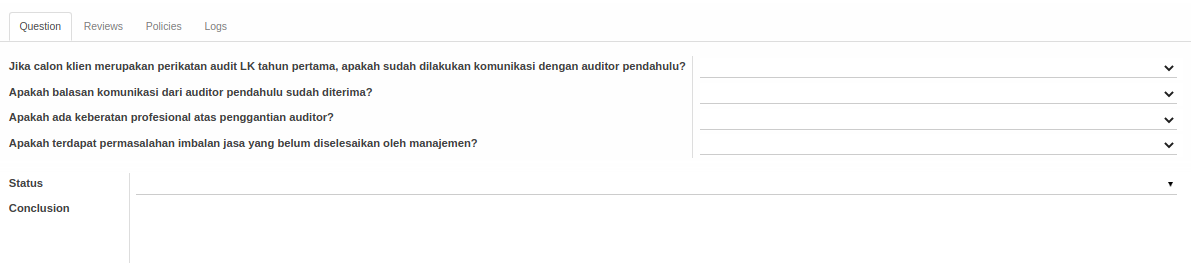 Question Reviews Policies Logs
Jika calon klien merupakan perikatan audit LK tahun pertama, apakah sudah dilakukan komunikasi dengan auditor pendahulu?
Apakah balasan komunikasi dari auditor pendahulu sudah diterima?
Apakah ada keberatan profesional atas penggantian auditor?
Apakah terdapat permasalahan imbalan jasa yang belum diselesaikan oleh manajemen?
Status
Conclusion